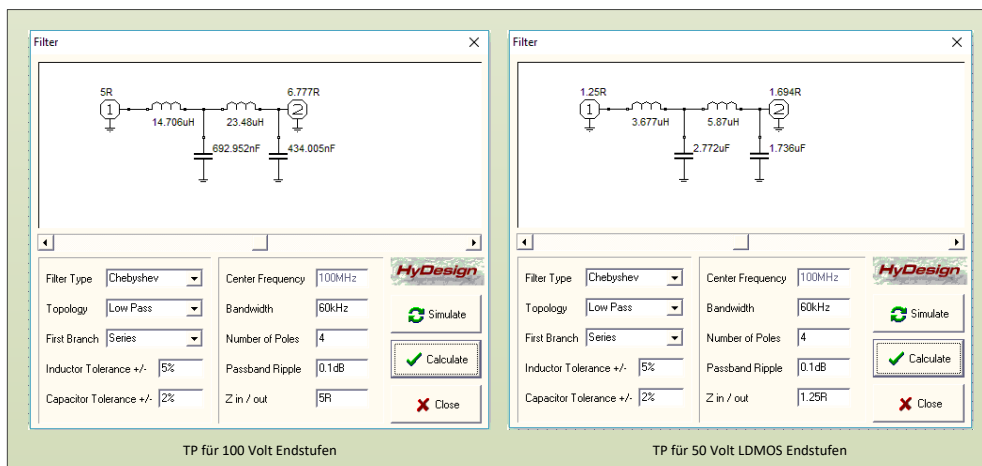 Filter
5R
6.777R
1
2
14.706uH
23.48uH
692.952nF
434.005nF
Filter Type
Chebyshev
Topology
Low Pass
First Branch
Series
Inductor Tolerance +/-
5%
Capacitor Tolerance +/-
2%
Center Frequency
100MHz
Bandwidth
60kHz
Number of Poles
4
Passband Ripple
0.1dB
Z in / out
5R
HyDesign
Simulate
Calculate
Close
TP für 100 Volt Endstufen
Filter
1.25R
1.694R
1
2
3.677uH
5.87uH
2.772uF
1.736uF
Filter Type
Chebyshev
Topology
Low Pass
First Branch
Series
Inductor Tolerance +/-
5%
Capacitor Tolerance +/-
2%
Center Frequency
100MHz
Bandwidth
60kHz
Number of Poles
4
Passband Ripple
0.1dB
Z in / out
1.25R
HyDesign
Simulate
Calculate
Close
TP für 50 Volt LDMOS Endstufen